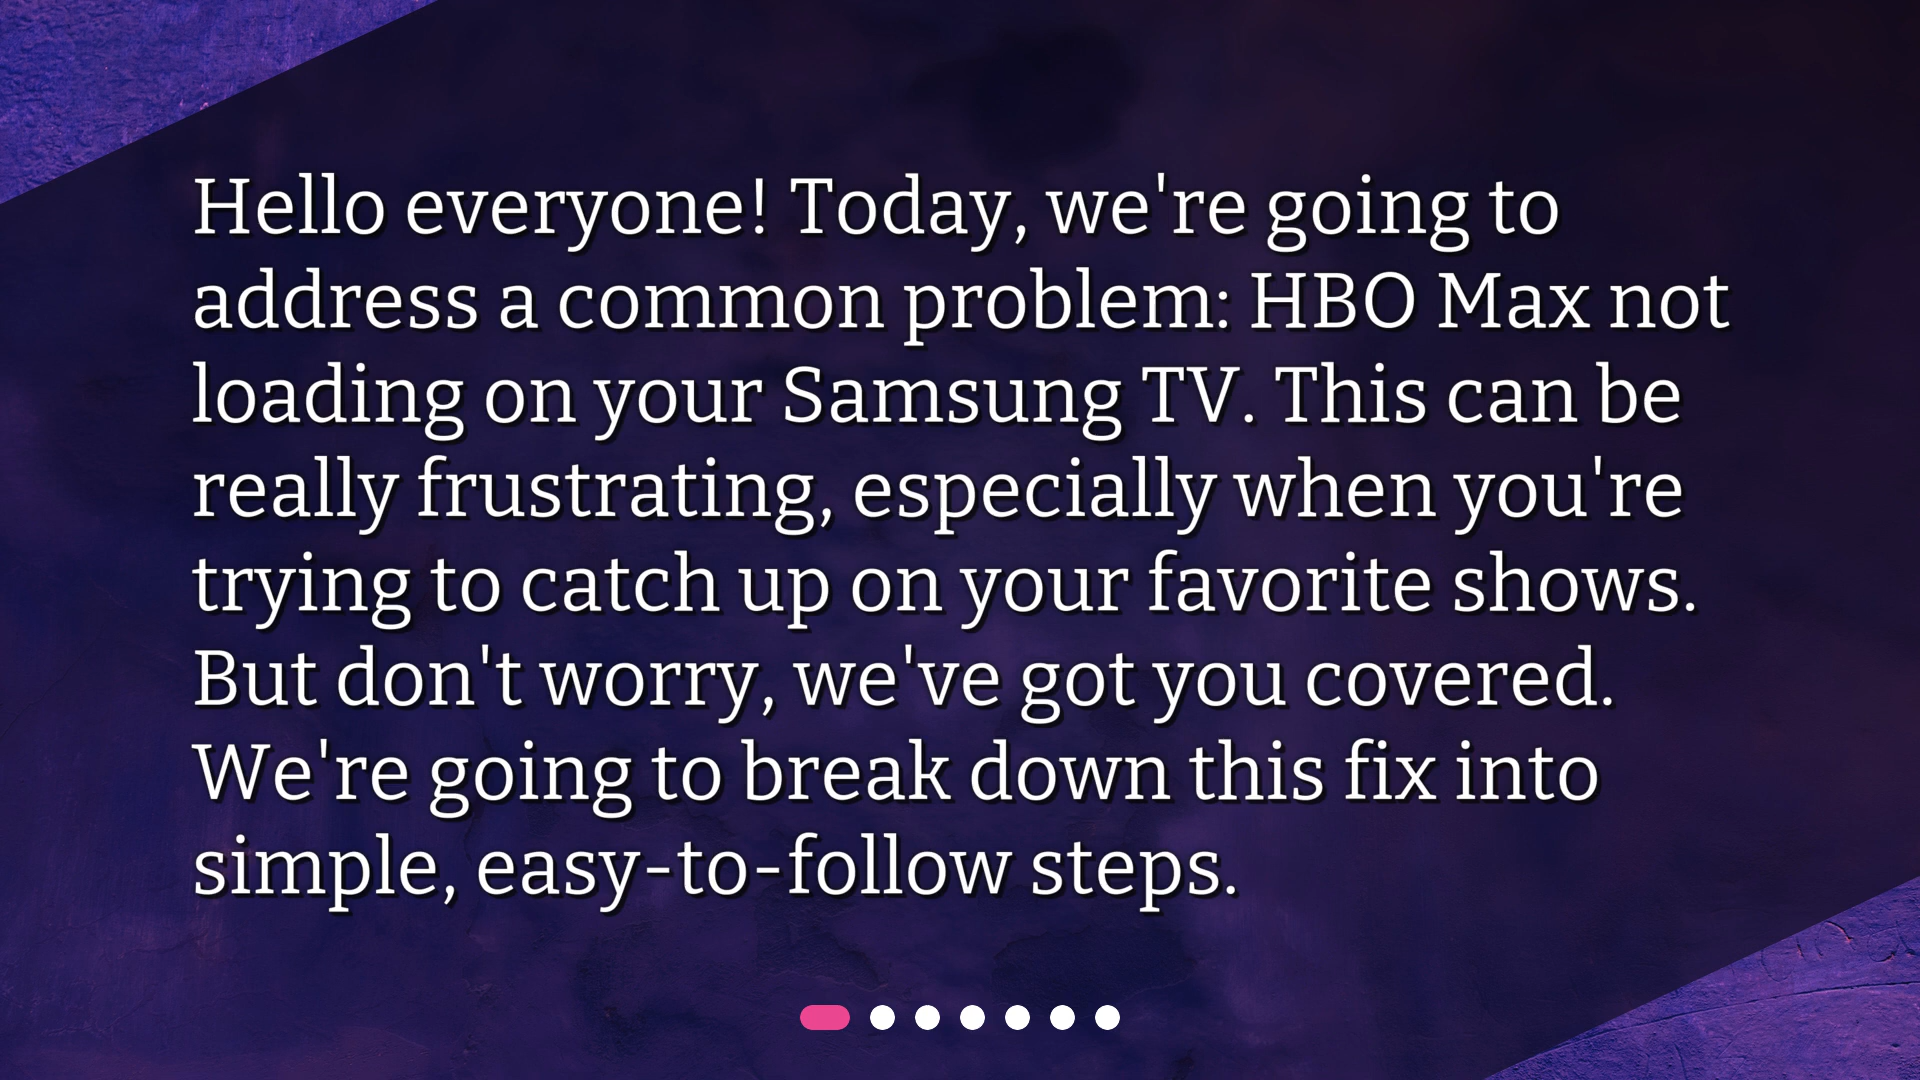 Hello everyone! Today, we're going to
address a common problem: HBO Max not
loading on your Samsung TV. This can be
really frustrating, especially when you're
trying to catch up on your favorite shows.
But don't worry, we've got you covered.
We're going to break down this fix into
simple, easy-to-follow steps.